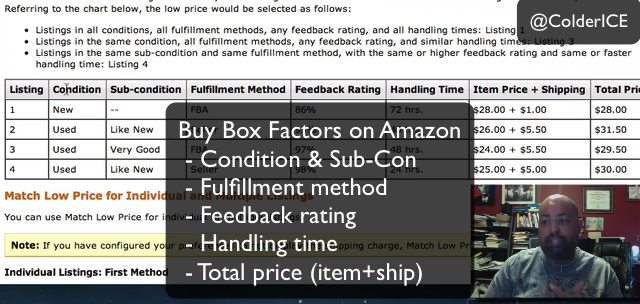 Referring to the chart below, the low price would be selected as follows:
@ColderICE
Listings in all conditions, all fulfillment methods, any feedback rating, and all handling times: Listing 1
Listings in the same condition, all fulfillment methods, any feedback rating, and similar handling times: Listing 3
Listings in the same sub-condition and same fulfillment method, with the same or higher feedback rating and same or faster
handling time: Listing 4
Listing Condition Sub-condition Fulfillment Method Feedback Rating Handling Time Item Price + Shipping Total Pri
1 New -- FBA 86% 72 hrs. $28.00 + $1.00 $28.00
2 Used Like New $26.00 + $5.50 $31.50
3 Used Very Good FBA 97% 48 hrs. $24.00 + $5.50 $29.50
4 Used Like New Seller 98% 24 hrs. $25.00 + $5.00 $30.00
Buy Box Factors on Amazon
- Condition & Sub-Con
- Fulfillment method
- Feedback rating
- Handling time
- Total price (item+ship)
Match Low Price for Individual and Multiple Listings
You can use Match Low Price for individ
Note: If you have configured your shipping charge, Match Low Pr
Individual Listings: First Method